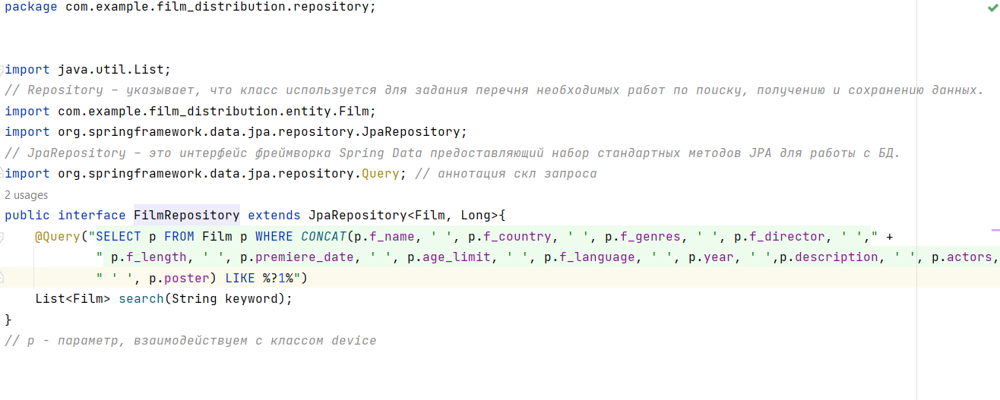 package com.example.film_distribution.repository;
import java.util.List;
// Repository – указывает, что класс используется для задания перечня необходимых работ по поиску, получению и сохранению данных.
import com.example.film_distribution.entity.Film;
import org.springframework.data.jpa.repository.JpaRepository;
// JpaRepository – это интерфейс фреймворка Spring Data предоставляющий набор стандартных методов JPA для работы с БД.
import org.springframework.data.jpa.repository.Query; // аннотация скл запроса
2 usages
public interface FilmRepository extends JpaRepository<Film, Long>{
@Query("SELECT p FROM Film p WHERE CONCAT(p.f_name, ' ', p.f_country, ' ', p.f_genres, ' ', p.f_director, ' '," +
" p.f_length, ' ', p.premiere_date, ' ', p.age_limit, ' ', p.f_language, ' ', p.year, ' ',p.description, ' ', p.actors,
" ' ', p.poster) LIKE %?1%")
List<Film> search(String keyword);
}
// p - параметр, взаимодействуем с классом device